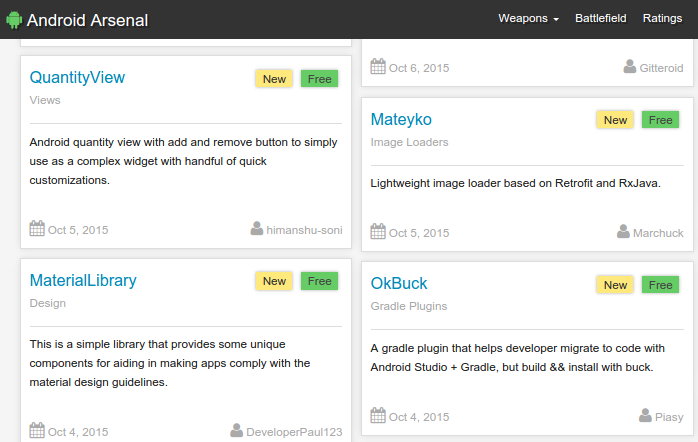 Android Arsenal
Weapons
Battlefield
Ratings
QuantityView
New
Free
Views
Android quantity view with add and remove button to simply
use as a complex widget with handful of quick
customizations.
Oct 5, 2015
himanshu-soni
MaterialLibrary
New
Free
Design
This is a simple library that provides some unique
components for aiding in making apps comply with the
material design guidelines.
Oct 4, 2015
DeveloperPaul123
Oct 6, 2015
Gitteroid
Mateyko
New
Free
Image Loaders
Lightweight image loader based on Retrofit and RxJava.
Oct 5, 2015
Marchuck
OkBuck
New
Free
Gradle Plugins
A gradle plugin that helps developer migrate to code with
Android Studio + Gradle, but build && install with buck.
Oct 4, 2015
Piasy